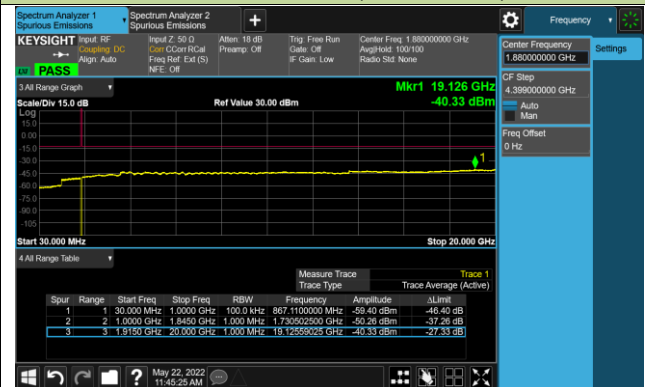 Spectrum Analyzer 1
Spurious Emissions
Spectrum Analyzer 2
Spurious Emissions
Frequency
KEYSIGHT Input: RF
Coupling: DC
Align: Auto
Input Z: 50 Ω
Corr CCorr RCal
Freq Ref: Ext (S)
NFE: Off
Atten: 18 dB
Preamp: Off
Trig: Free Run
Gate: Off
IF Gain: Low
Center Freq: 1.880000000 GHz
Avg|Hold: 100/100
Radio Std: None
PASS
Center Frequency
1.880000000 GHz
Settings
CF Step
4.399000000 GHz
Auto
Man
Freq Offset
0 Hz
3 All Range Graph
Mkr1 19.126 GHz
Scale/Div 15.0 dB
Ref Value 30.00 dBm
-40.33 dBm
Log
15.0
0.00
-15.0
-30.0
-45.0
-60.0
-75.0
-90.0
-105
1
Start 30.000 MHz
Stop 20.000 GHz
4 All Range Table
Measure Trace Trace 1
Trace Type Trace Average (Active)
Spur Range Start Freq Stop Freq RBW Frequency Amplitude ΔLimit
1 1 30.000 MHz 1.0000 GHz 100.0 kHz 867.1100000 MHz -59.40 dBm -46.40 dB
2 2 1.0000 GHz 1.8450 GHz 1.000 MHz 1.730502500 GHz -50.26 dBm -37.26 dB
3 3 1.9150 GHz 20.000 GHz 1.000 MHz 19.12559025 GHz -40.33 dBm -27.33 dB
May 22, 2022
11:45:25 AM